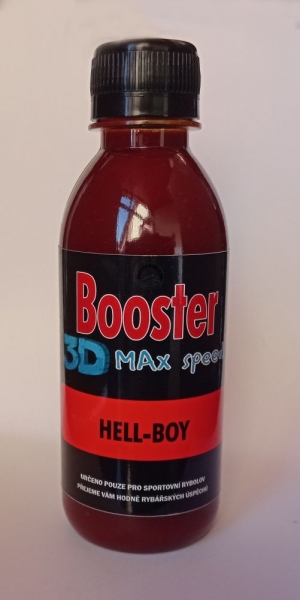 Booster
3D MAx speed
HELL-BOY
URČENO POUZE PRO SPORTOVNÍ RYBOLOV
PŘEJEME VÁM HODNĚ RYBÁŘSKÝCH ÚSPĚCHŮ